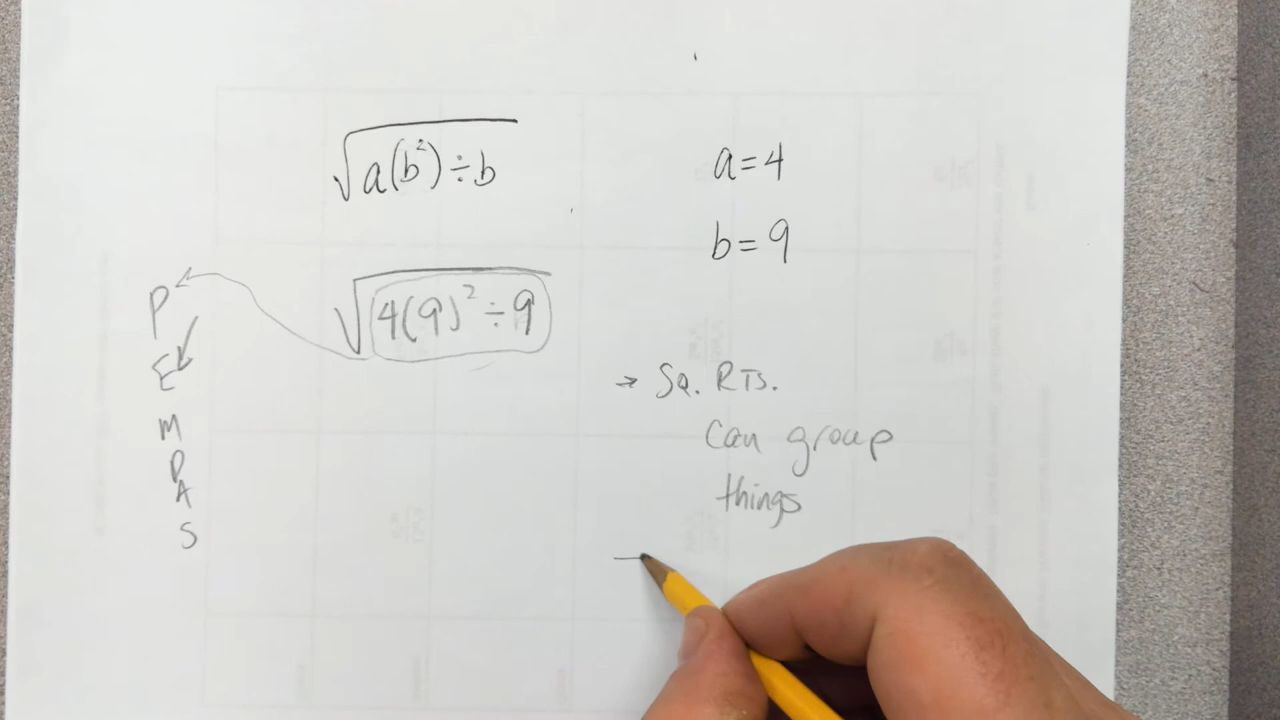 √a(b²)÷b
a=4
b=9
√4(9)²÷9
P
E
M
D
A
S
→ Sq. RTs.
Can group
things